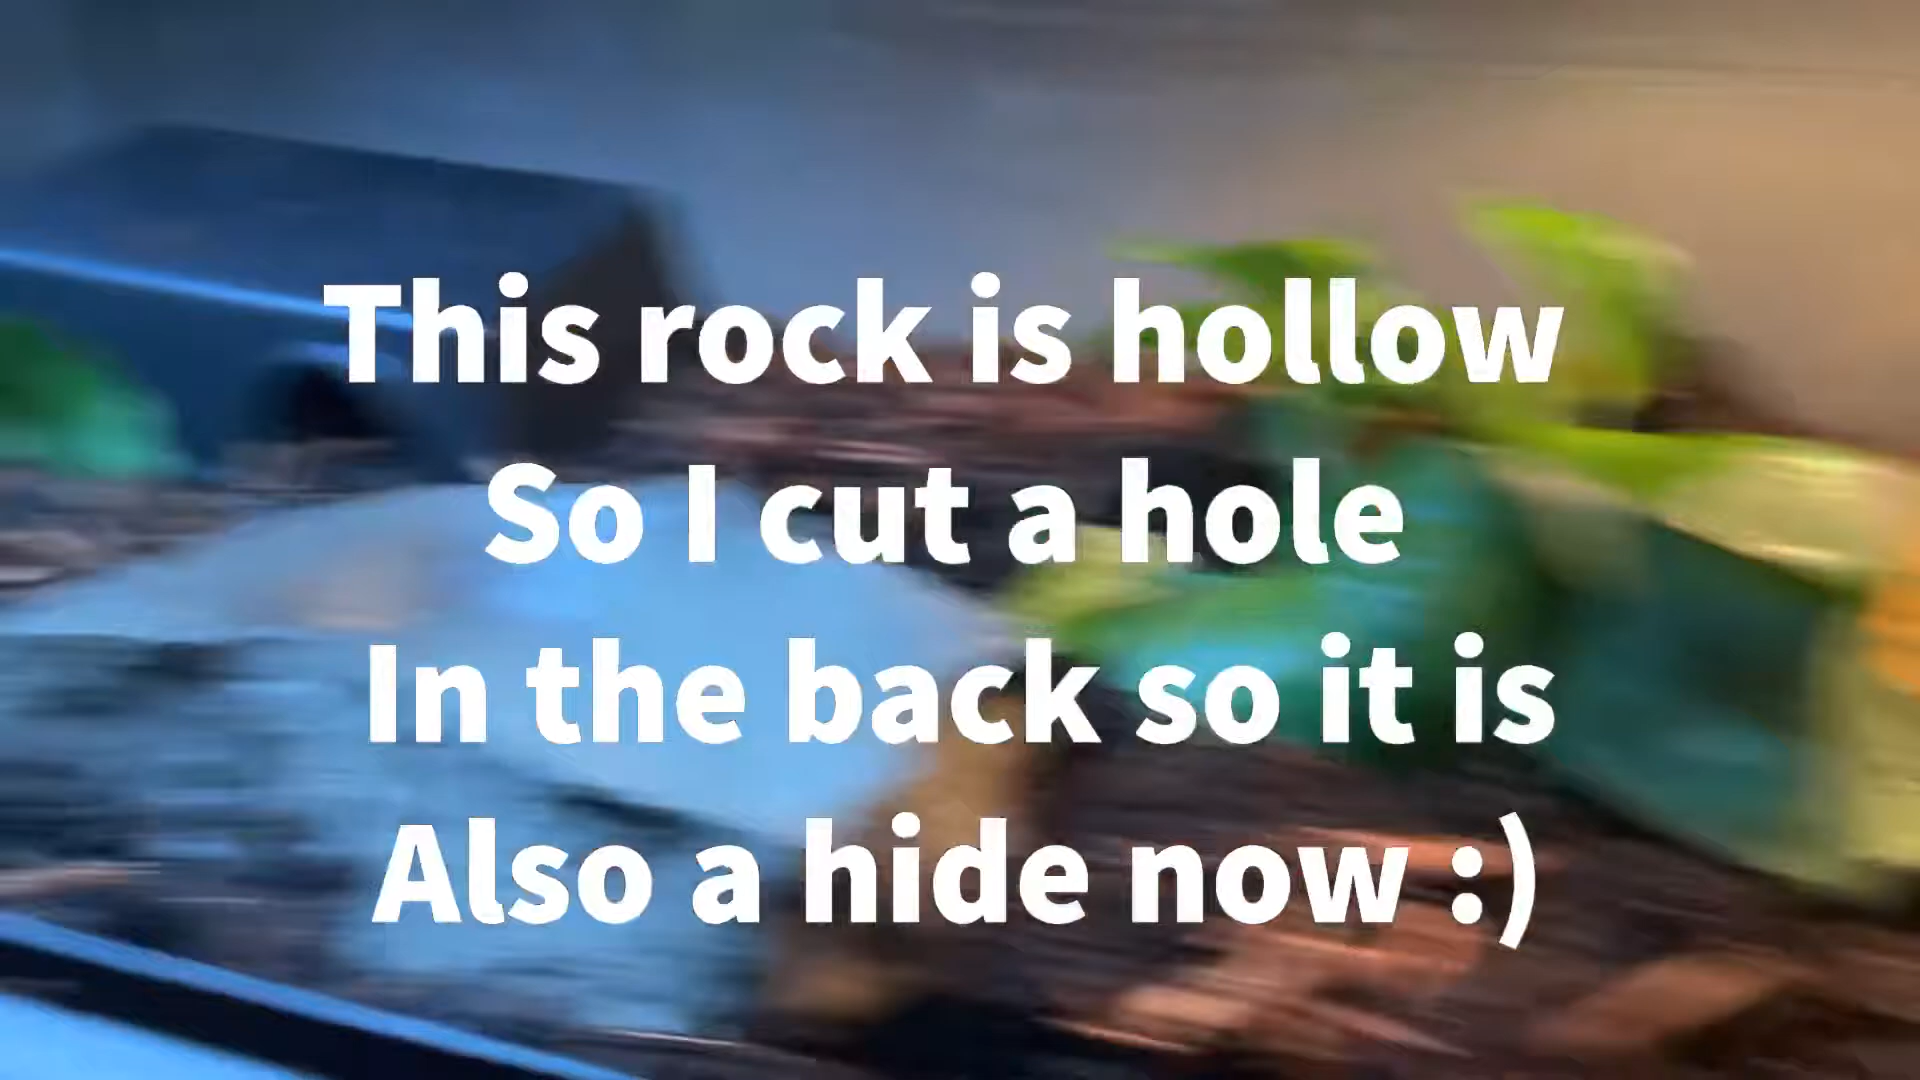 This rock is hollow
So I cut a hole
In the back so it is
Also a hide now :)